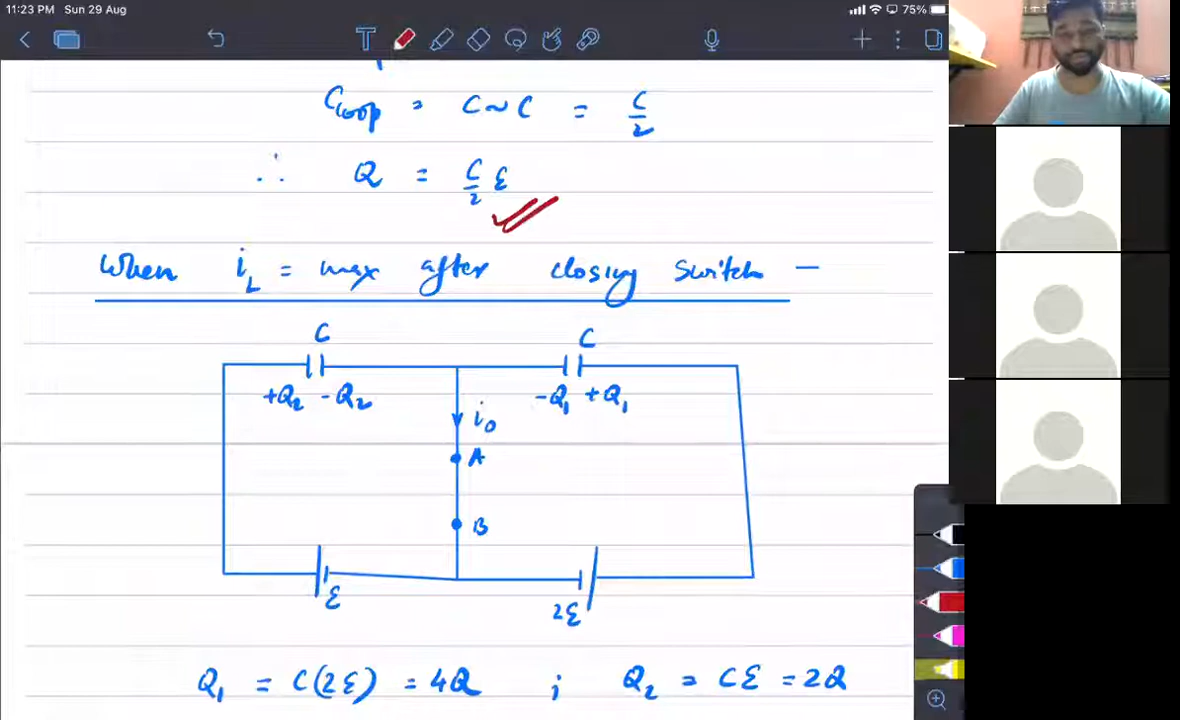 11:23 PM Sun 29 Aug 75%
T
Cloop = C~C = C/2
∴ Q = C/2 ε
When iL = max after closing switch –
C C
+Q2 -Q2 -Q1 +Q1
i0
A
B
ε 2ε
Q1 = C(2ε) = 4Q ; Q2 = Cε = 2Q